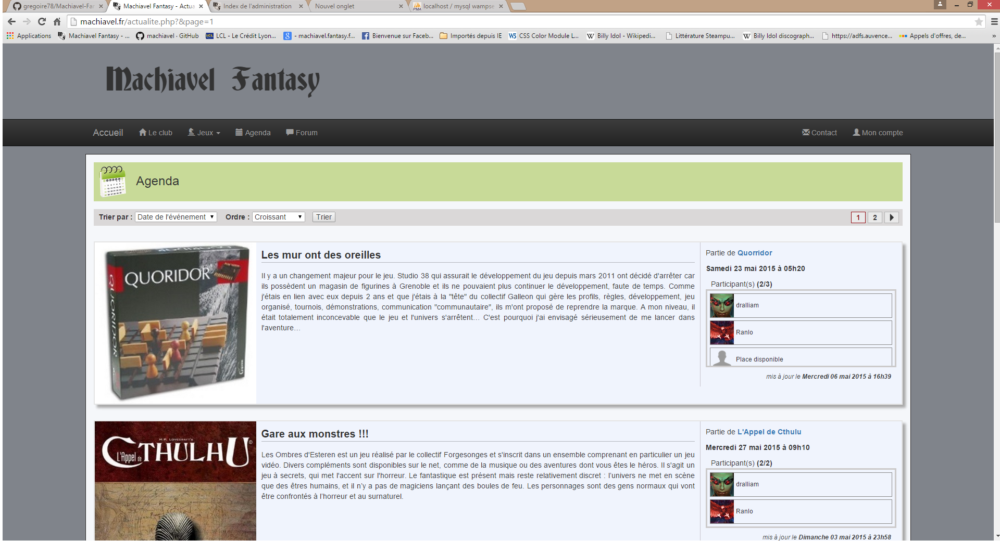 gregoire78/Machiavel-Far
Machiavel Fantasy - Actua
Index de l'administration
Nouvel onglet
localhost / mysql wampse
machiavel.fr/actualite.php?&page=1
Applications
Machiavel Fantasy - ...
machiavel · GitHub
LCL - Le Crédit Lyon...
- machiavel.fantasy.f...
Bienvenue sur Faceb...
Importés depuis IE
CSS Color Module L...
Billy Idol - Wikipedi...
Littérature Steampu...
Billy Idol discograph...
https://adfs.auvence...
Appels d'offres, de...
»
Machiavel Fantasy
Accueil
Le club
Jeux
Agenda
Forum
Contact
Mon compte
Agenda
Trier par : Date de l'événement
Ordre : Croissant
Trier
1 2
QUORIDOR
QUORIDOR
Les mur ont des oreilles
Il y a un changement majeur pour le jeu. Studio 38 qui assurait le développement du jeu depuis mars 2011 ont décidé d'arrêter car
ils possèdent un magasin de figurines à Grenoble et ils ne pouvaient plus continuer le développement, faute de temps. Comme
j'étais en lien avec eux depuis 2 ans et que j'étais à la "tête" du collectif Galleon qui gère les profils, règles, développement, jeu
organisé, tournois, démonstrations, communication "communautaire", ils m'ont proposé de reprendre la marque. A mon niveau, il
était totalement inconcevable que le jeu et l'univers s'arrêtent… C'est pourquoi j'ai envisagé sérieusement de me lancer dans
l'aventure…
Partie de Quorridor
Samedi 23 mai 2015 à 05h20
Participant(s) (2/3)
dralliam
Ranlo
Place disponible
mis à jour le Mercredi 06 mai 2015 à 16h39
H.P. LOVECRAFT'S
L'Appel de CTHULHU
Gare aux monstres !!!
Les Ombres d'Esteren est un jeu réalisé par le collectif Forgesonges et s'inscrit dans un ensemble comprenant en particulier un jeu
vidéo. Divers compléments sont disponibles sur le net, comme de la musique ou des aventures dont vous êtes le héros. Il s'agit un
jeu à secrets, qui met l'accent sur l'horreur. Le fantastique est présent mais reste relativement discret : l’univers ne met en scène
que des êtres humains, et il n’y a pas de magiciens lançant des boules de feu. Les personnages sont des gens normaux qui vont
être confrontés à l’horreur et au surnaturel.
Partie de L'Appel de Cthulu
Mercredi 27 mai 2015 à 09h10
Participant(s) (2/2)
dralliam
Ranlo
mis à jour le Dimanche 03 mai 2015 à 23h58